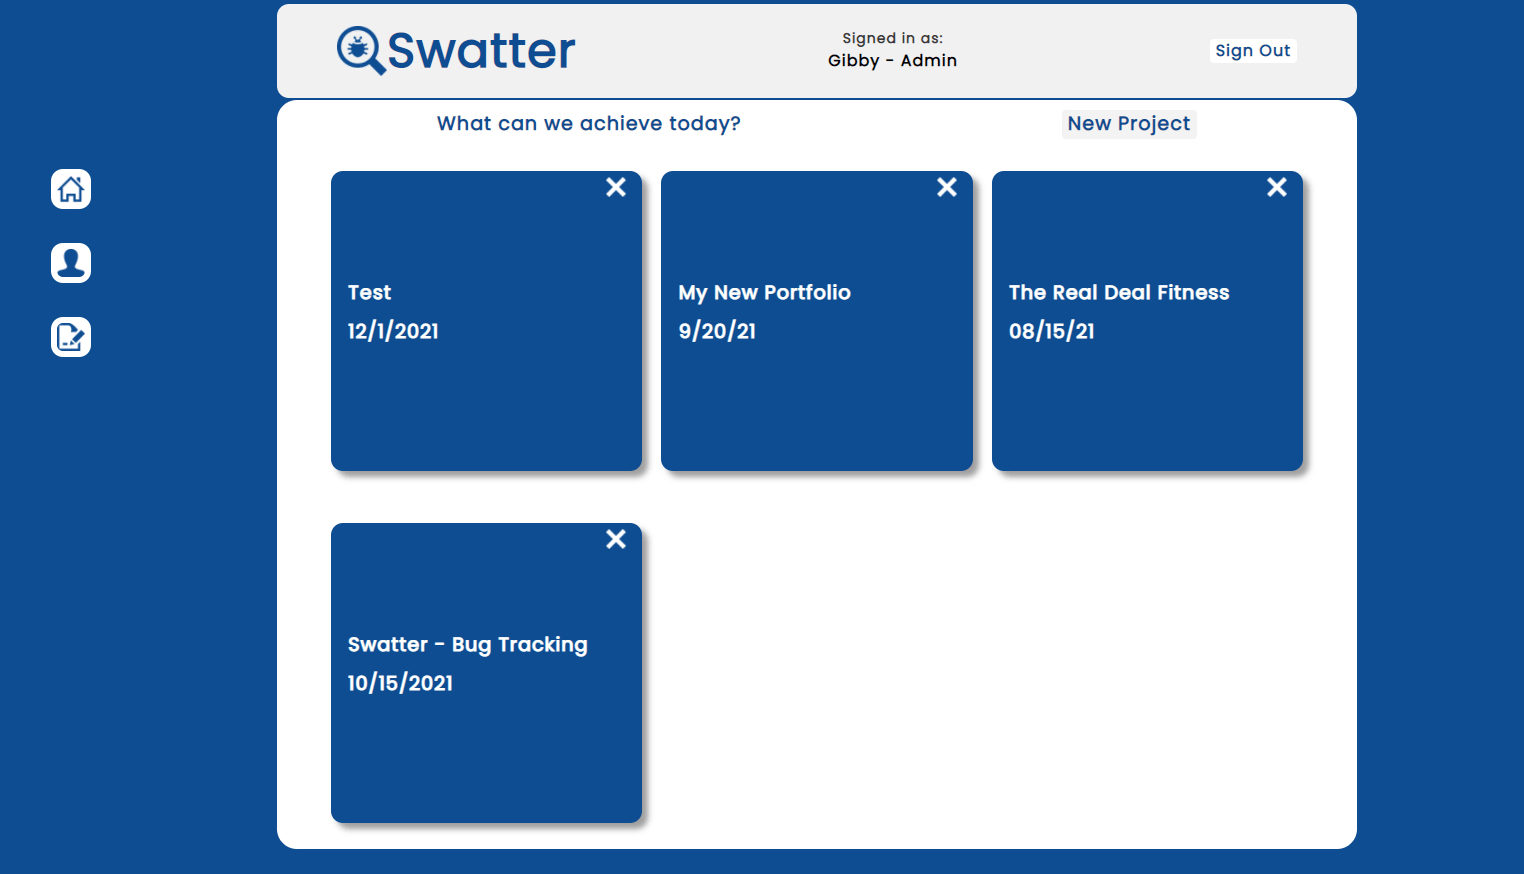 Swatter
Signed in as:
Gibby - Admin
Sign Out
What can we achieve today?
New Project
Test
12/1/2021
My New Portfolio
9/20/21
The Real Deal Fitness
08/15/21
Swatter - Bug Tracking
10/15/2021